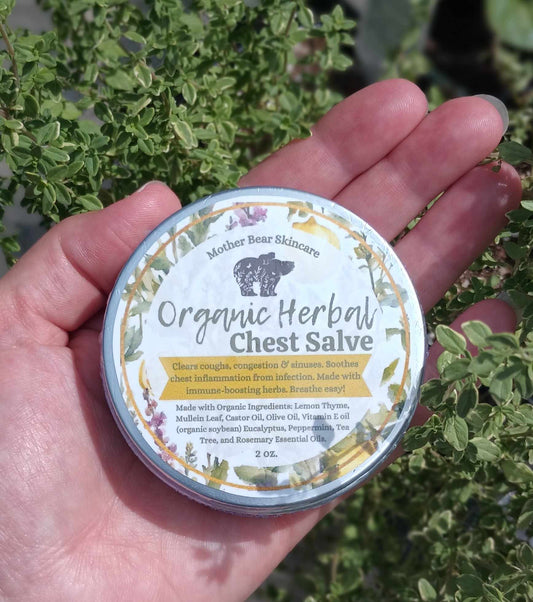 Mother Bear Skincare
Organic Herbal
Chest Salve
Clears coughs, congestion & sinuses. Soothes
chest inflammation from infection. Made with
immune-boosting herbs. Breathe easy!
Made with Organic Ingredients: Lemon Thyme,
Mullein Leaf, Castor Oil, Olive Oil, Vitamin E oil
(organic soybean) Eucalyptus, Peppermint, Tea
Tree, and Rosemary Essential Oils.
2 oz.